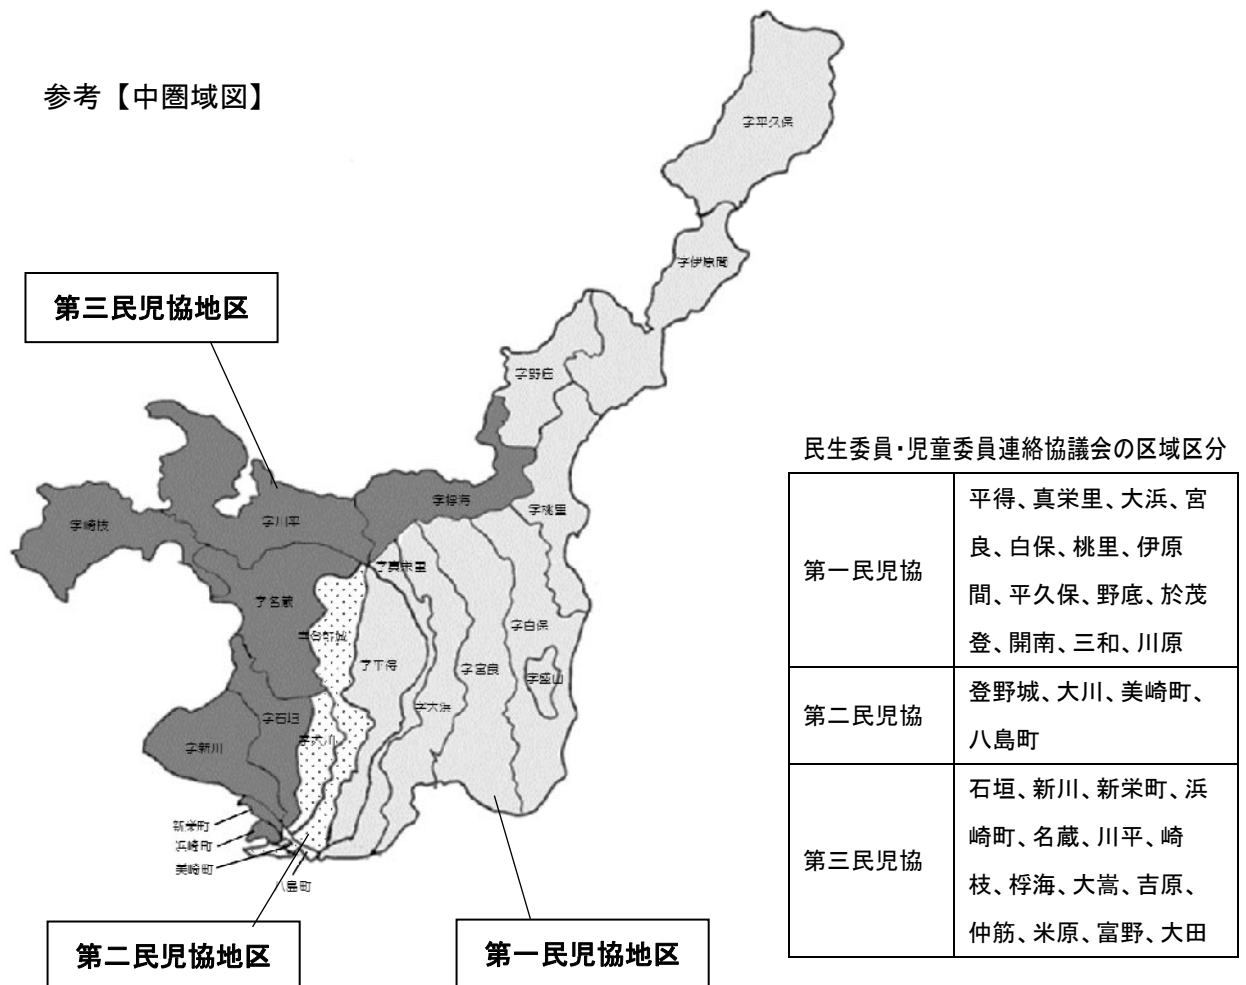 参考【中圏域図】
字平久保
字伊原間
第三民児協地区
字野底
字桴海
字桃里
字崎枝
字川平
字真栄里
字名蔵
字登野城
字白保
字平得
字宮良
字盛山
字大浜
字石垣
字大川
字新川
新栄町
浜崎町
美崎町
八島町
第二民児協地区
第一民児協地区
民生委員・児童委員連絡協議会の区域区分
第一民児協
平得、真栄里、大浜、宮
良、白保、桃里、伊原
間、平久保、野底、於茂
登、開南、三和、川原
第二民児協
登野城、大川、美崎町、
八島町
第三民児協
石垣、新川、新栄町、浜
崎町、名蔵、川平、崎
枝、桴海、大嵩、吉原、
仲筋、米原、富野、大田